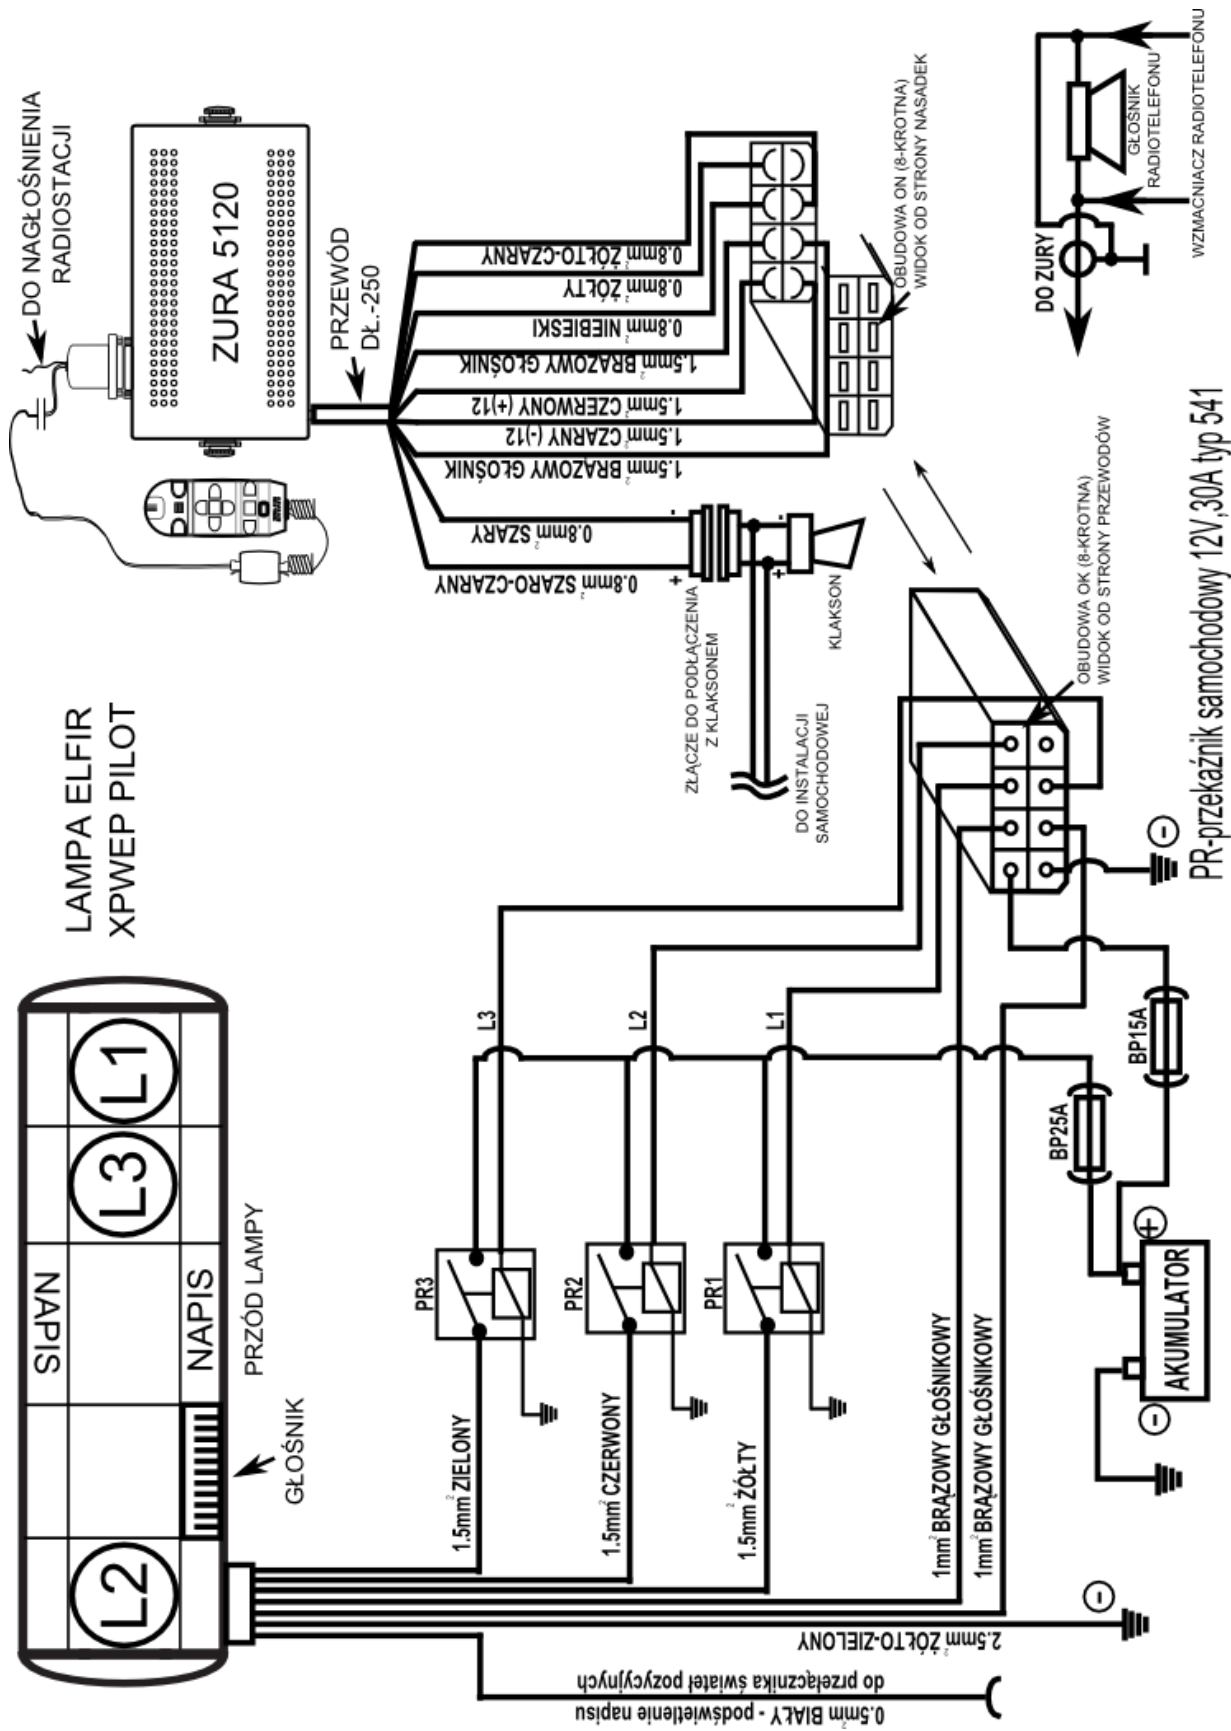 DO NAGŁOŚNIENIA
RADIOSTACJI
ZURA 5120
PRZEWÓD
DŁ.-250
0.8mm² ŻÓŁTO-CZARNY
0.8mm² ŻÓŁTY
0.8mm² NIEBIESKI
1.5mm² BRĄZOWY GŁOŚNIK
1.5mm² CZERWONY (+)12
1.5mm² CZARNY (-)12
1.5mm² BRĄZOWY GŁOŚNIK
0.8mm² SZARY
0.8mm² SZARO-CZARNY
OBUDOWA ON (8-KROTNA)
WIDOK OD STRONY NASADEK
GŁOŚNIK
RADIOTELEFONU
WZMACNIACZ RADIOTELEFONU
DO ZURY
- 
+
-
+
ZŁĄCZE DO PODŁĄCZENIA
Z KLAKSONEM
KLAKSON
DO INSTALACJI
SAMOCHODOWEJ
OBUDOWA OK (8-KROTNA)
WIDOK OD STRONY PRZEWODÓW
PR-przekaźnik samochodowy 12V,30A typ 541
LAMPA ELFIR
XPWEP PILOT
L2
L3
L1
NAPIS
NAPIS
PRZÓD LAMPY
GŁOŚNIK
L3
L2
L1
PR3
PR2
PR1
1.5mm² ZIELONY
1.5mm² CZERWONY
1.5mm² ŻÓŁTY
1mm² BRĄZOWY GŁOŚNIKOWY
1mm² BRĄZOWY GŁOŚNIKOWY
2.5mm² ŻÓŁTO-ZIELONY
0.5mm² BIAŁY - podświetlenie napisu
do przełącznika świateł pozycyjnych
BP25A
BP15A
AKUMULATOR
-
+
-
-